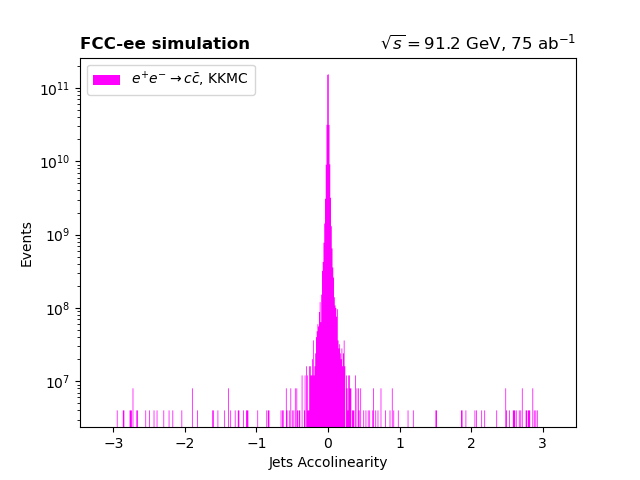 FCC-ee simulation √s = 91.2 GeV, 75 ab⁻¹
e⁺e⁻ → cc̄, KKMC
10¹¹
10¹⁰
10⁹
10⁸
10⁷
Events
−3 −2 −1 0 1 2 3
Jets Accolinearity